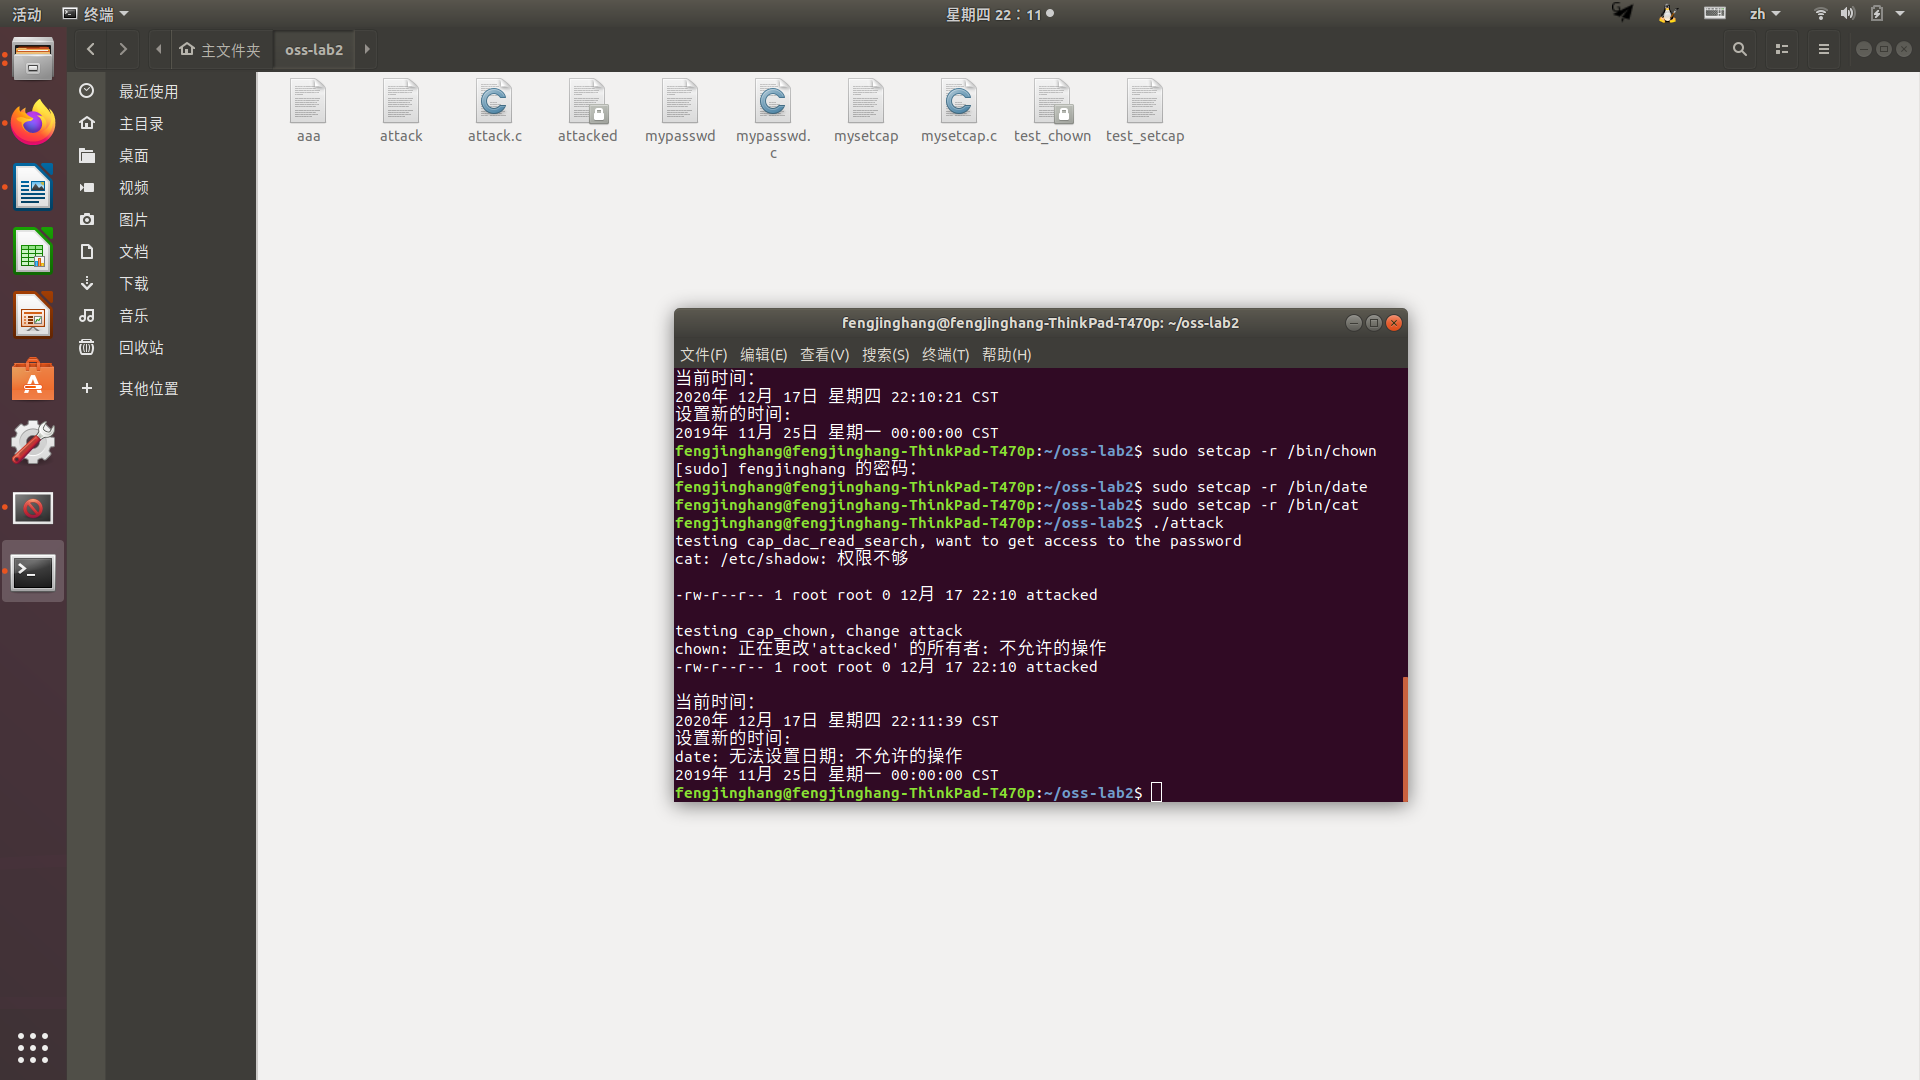 活动
终端
星期四 22：11
zh
主文件夹
oss-lab2
最近使用
主目录
桌面
视频
图片
文档
下载
音乐
回收站
其他位置
aaa
attack
attack.c
attacked
mypasswd
mypasswd.
c
mysetcap
mysetcap.c
test_chown
test_setcap
fengjinghang@fengjinghang-ThinkPad-T470p: ~/oss-lab2
文件(F) 编辑(E) 查看(V) 搜索(S) 终端(T) 帮助(H)
当前时间:
2020年 12月 17日 星期四 22:10:21 CST
设置新的时间:
2019年 11月 25日 星期一 00:00:00 CST
fengjinghang@fengjinghang-ThinkPad-T470p:~/oss-lab2$ sudo setcap -r /bin/chown
[sudo] fengjinghang 的密码:
fengjinghang@fengjinghang-ThinkPad-T470p:~/oss-lab2$ sudo setcap -r /bin/date
fengjinghang@fengjinghang-ThinkPad-T470p:~/oss-lab2$ sudo setcap -r /bin/cat
fengjinghang@fengjinghang-ThinkPad-T470p:~/oss-lab2$ ./attack
testing cap_dac_read_search, want to get access to the password
cat: /etc/shadow: 权限不够
-rw-r--r-- 1 root root 0 12月 17 22:10 attacked
testing cap_chown, change attack
chown: 正在更改'attacked' 的所有者: 不允许的操作
-rw-r--r-- 1 root root 0 12月 17 22:10 attacked
当前时间:
2020年 12月 17日 星期四 22:11:39 CST
设置新的时间:
date: 无法设置日期: 不允许的操作
2019年 11月 25日 星期一 00:00:00 CST
fengjinghang@fengjinghang-ThinkPad-T470p:~/oss-lab2$